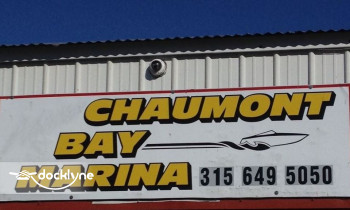 CHAUMONT
BAY
MARINA 315 649 5050
docklyne